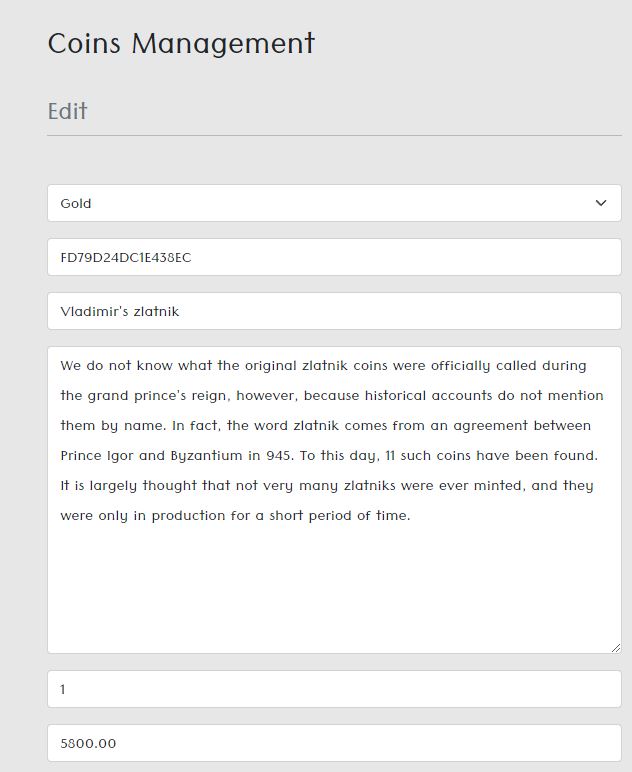 Coins Management
Edit
Gold
FD79D24DC1E438EC
Vladimir's zlatnik
We do not know what the original zlatnik coins were officially called during
the grand prince's reign, however, because historical accounts do not mention
them by name. In fact, the word zlatnik comes from an agreement between
Prince Igor and Byzantium in 945. To this day, 11 such coins have been found.
It is largely thought that not very many zlatniks were ever minted, and they
were only in production for a short period of time.
1
5800.00